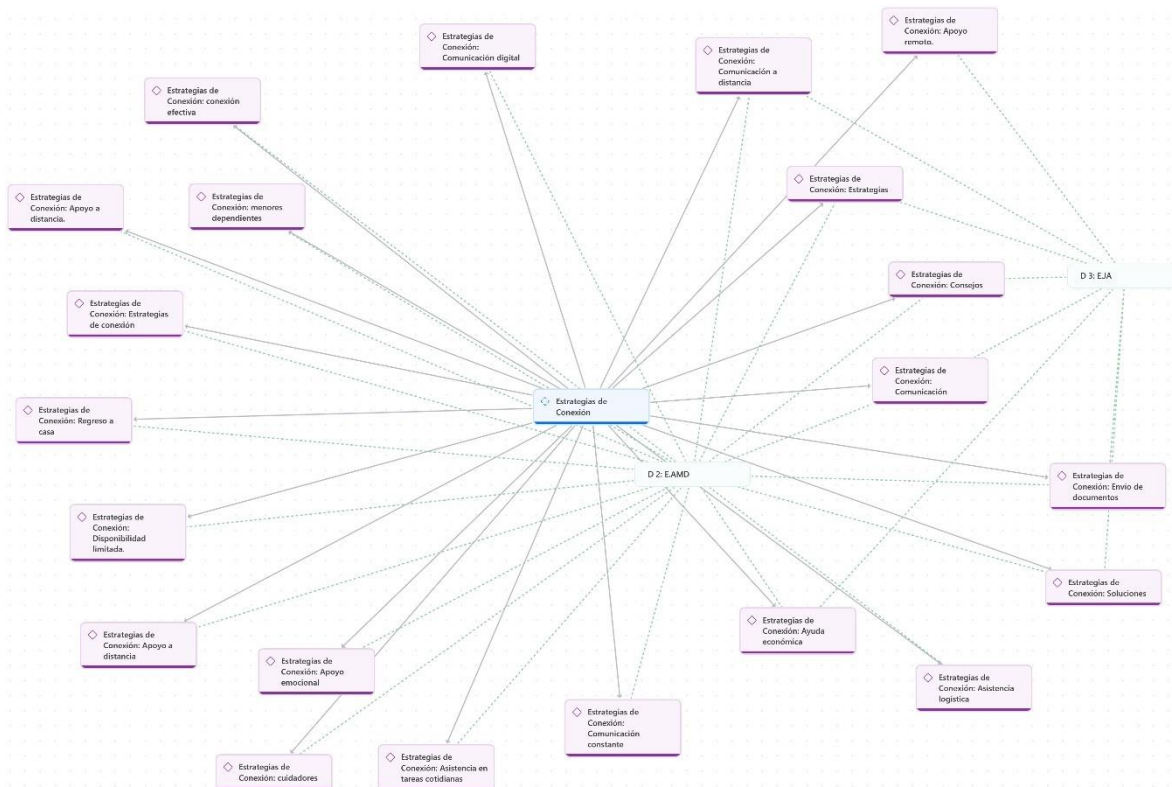 Estrategias de
Conexión: Apoyo
remoto.
Estrategias de
Conexión:
Comunicación digital
Estrategias de
Conexión:
Comunicación a
distancia
Estrategias de
Conexión: conexión
efectiva
Estrategias de
Conexión: Estrategias
Estrategias de
Conexión: Apoyo a
distancia.
Estrategias de
Conexión: menores
dependientes
D 3: EJA
Estrategias de
Conexión: Consejos
Estrategias de
Conexión: Estrategias
de conexión
Estrategias de
Conexión:
Comunicación
Estrategias de
Conexión
Estrategias de
Conexión: Regreso a
casa
D 2: E.AMD
Estrategias de
Conexión: Envío de
documentos
Estrategias de
Conexión:
Disponibilidad
limitada.
Estrategias de
Conexión: Soluciones
Estrategias de
Conexión: Ayuda
económica
Estrategias de
Conexión: Apoyo a
distancia
Estrategias de
Conexión: Apoyo
emocional
Estrategias de
Conexión: Asistencia
logística
Estrategias de
Conexión:
Comunicación
constante
Estrategias de
Conexión: cuidadores
Estrategias de
Conexión: Asistencia en
tareas cotidianas